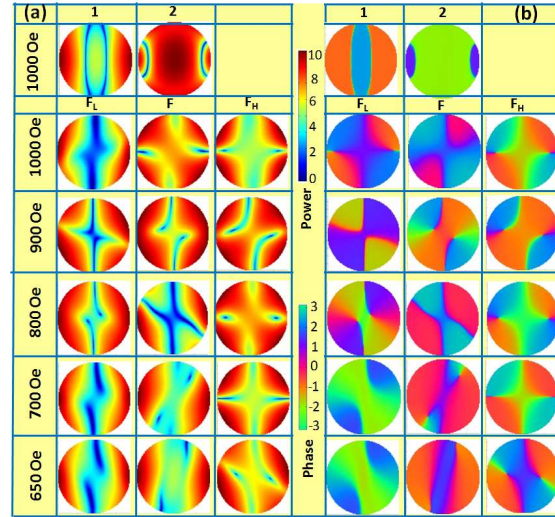 (a) 1 2 1 2 (b)
1000 Oe
10
8
6
4
2
0
Power
F_L F F_H F_L F F_H
1000 Oe
900 Oe
800 Oe
3
2
1
0
-1
-2
-3
Phase
700 Oe
650 Oe